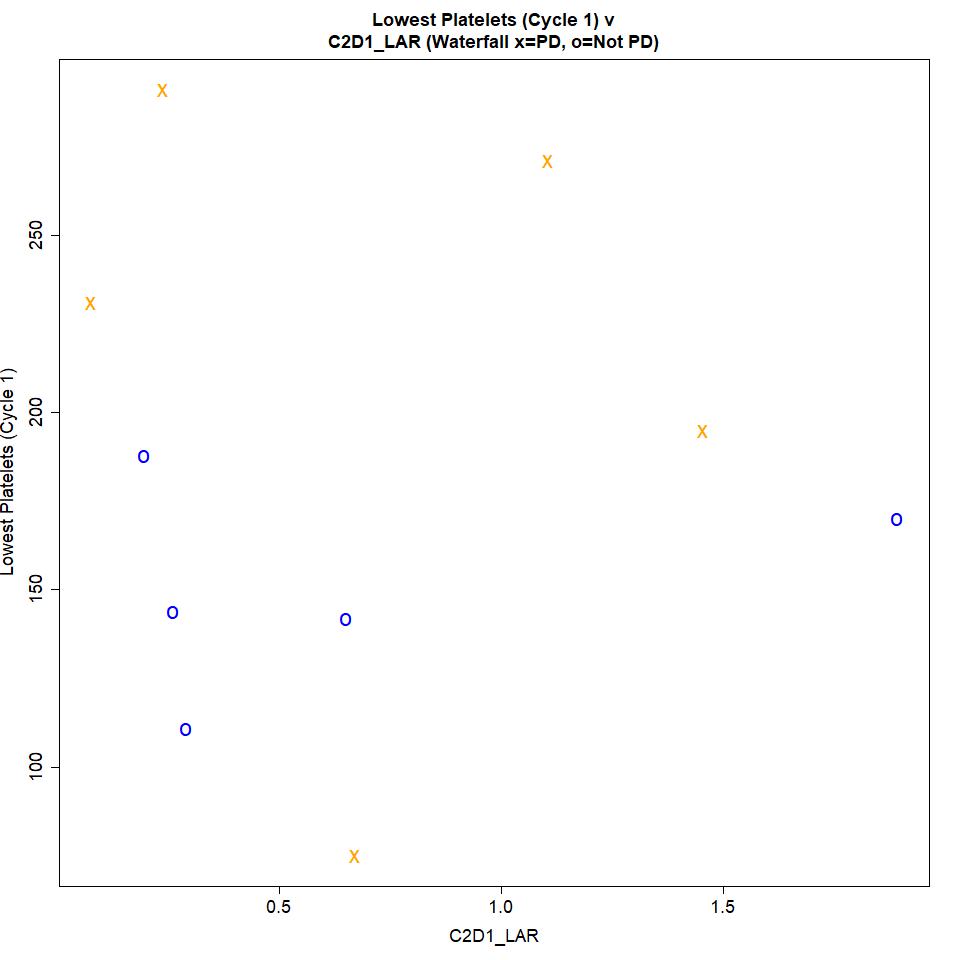 Lowest Platelets (Cycle 1) v
C2D1_LAR (Waterfall x=PD, o=Not PD)
Lowest Platelets (Cycle 1)
250
200
150
100
x
x
x
x
o
o
o
o
o
x
0.5 1.0 1.5
C2D1_LAR